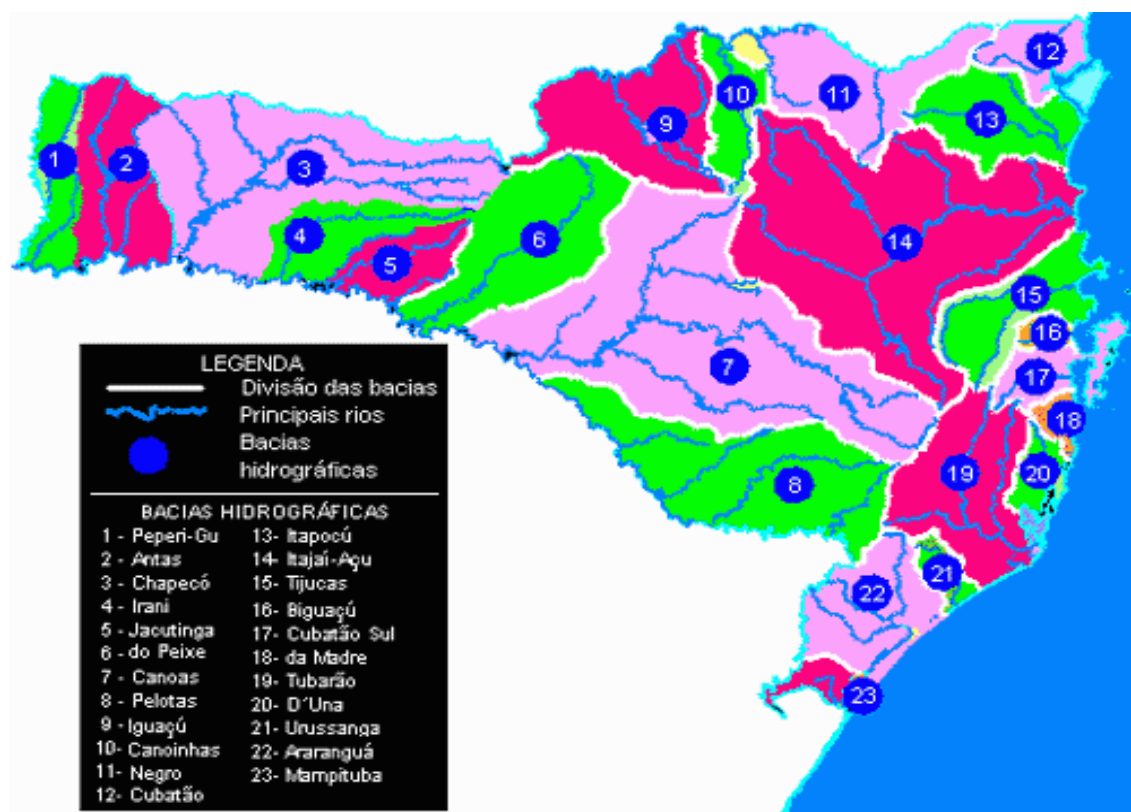 12
10
11
9
13
1
2
3
4
6
14
5
15
16
7
17
18
19
20
8
21
22
23
LEGENDA
Divisão das bacias
Principais rios
Bacias
hidrográficas
BACIAS HIDROGRÁFICAS
1 - Peperi-Gu
2 - Antas
3 - Chapecó
4 - Irani
5 - Jacutinga
6 - do Peixe
7 - Canoas
8 - Pelotas
9 - Iguaçú
10- Canoinhas
11- Negro
12- Cubatão
13- Itapocú
14- Itajaí-Açu
15- Tijucas
16- Biguaçú
17- Cubatão Sul
18- da Madre
19- Tubarão
20- D´Una
21- Urussanga
22- Araranguá
23- Mampituba